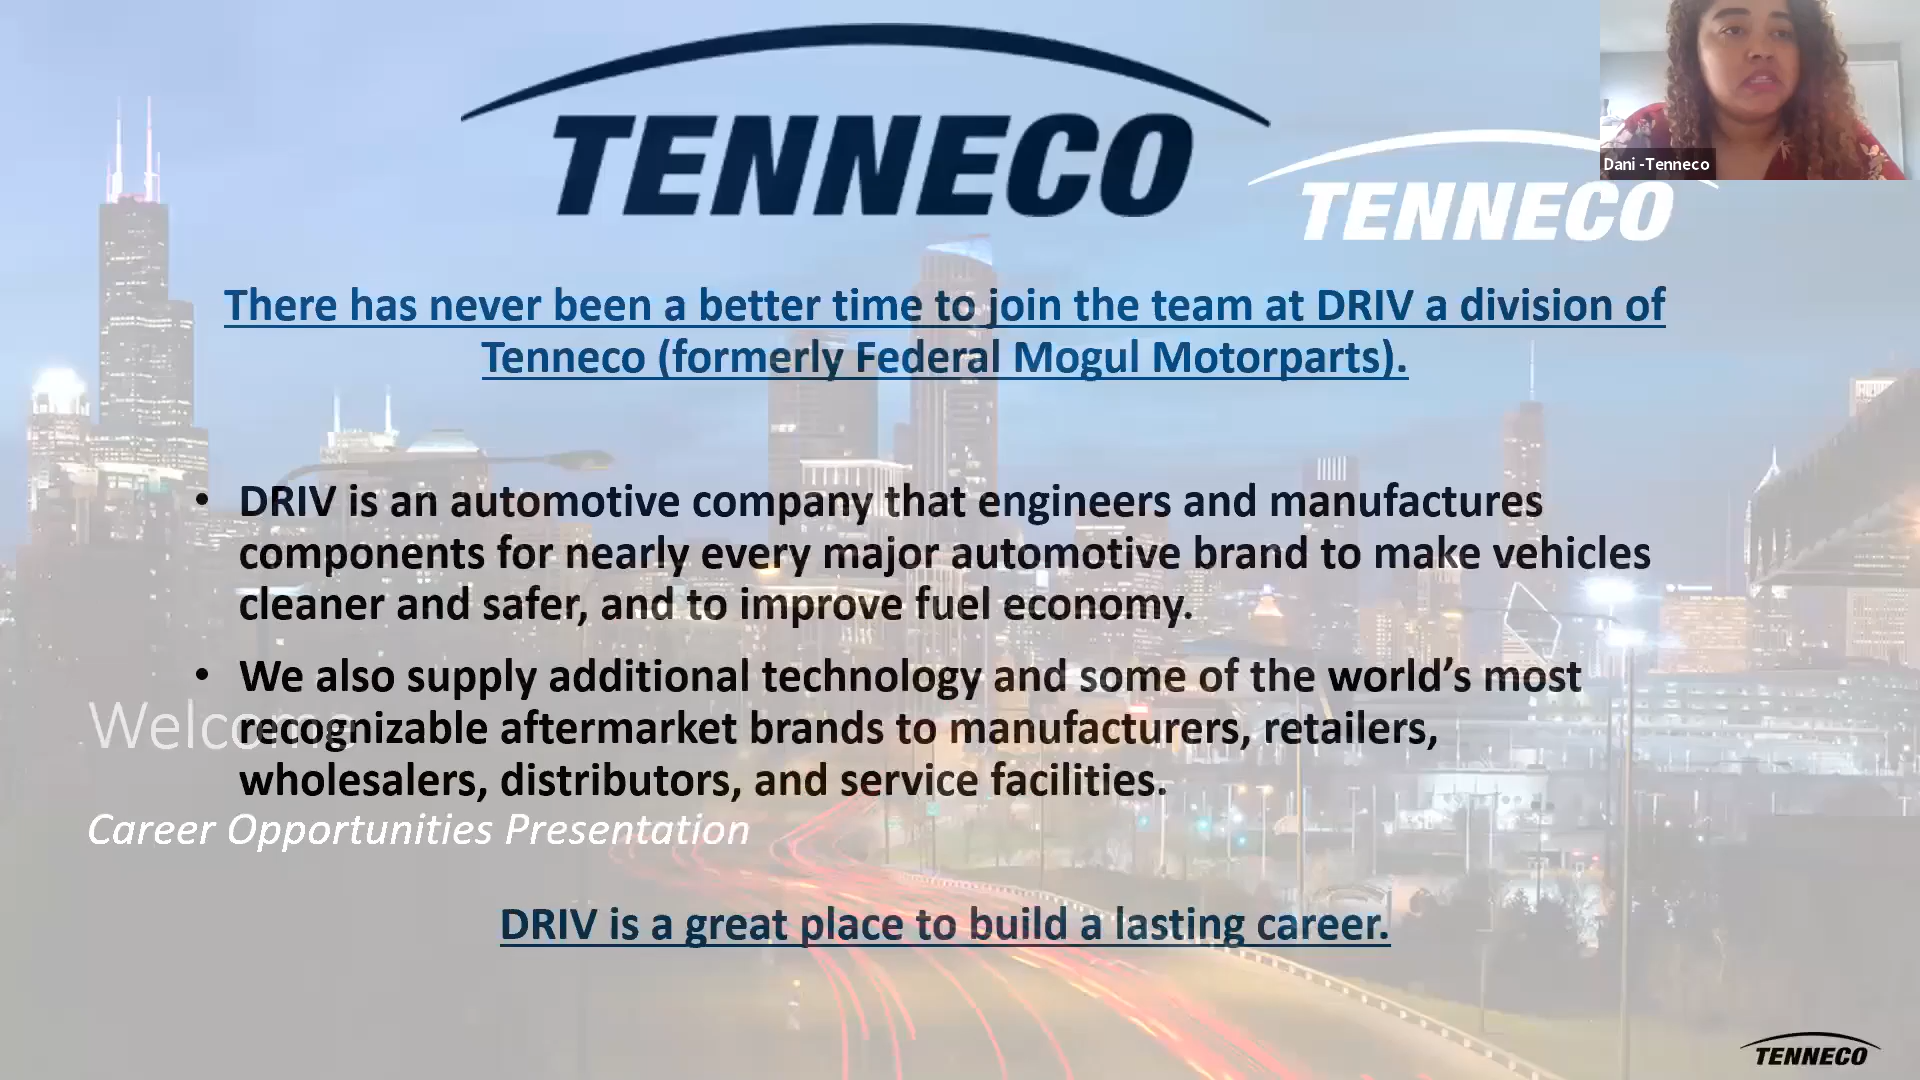 TENNECO
TENNECO
Dani -Tenneco
There has never been a better time to join the team at DRIV a division of
Tenneco (formerly Federal Mogul Motorparts).
• DRIV is an automotive company that engineers and manufactures
components for nearly every major automotive brand to make vehicles
cleaner and safer, and to improve fuel economy.
• We also supply additional technology and some of the world’s most
recognizable aftermarket brands to manufacturers, retailers,
wholesalers, distributors, and service facilities.
Welcome
Career Opportunities Presentation
DRIV is a great place to build a lasting career.
TENNECO